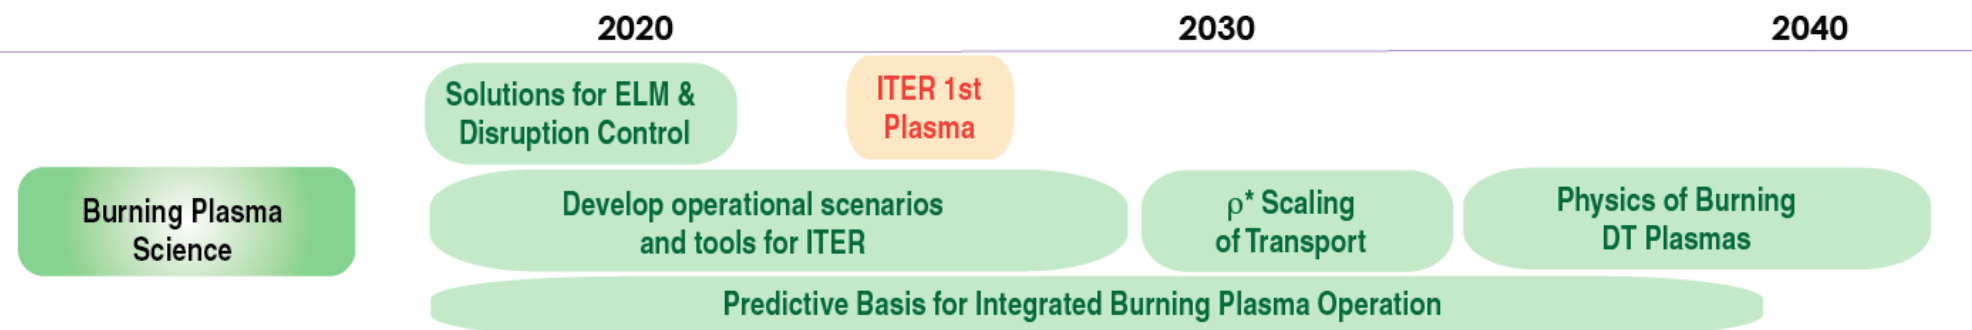 2020 2030 2040
Solutions for ELM &
Disruption Control
ITER 1st
Plasma
Burning Plasma
Science
Develop operational scenarios
and tools for ITER
ρ* Scaling
of Transport
Physics of Burning
DT Plasmas
Predictive Basis for Integrated Burning Plasma Operation